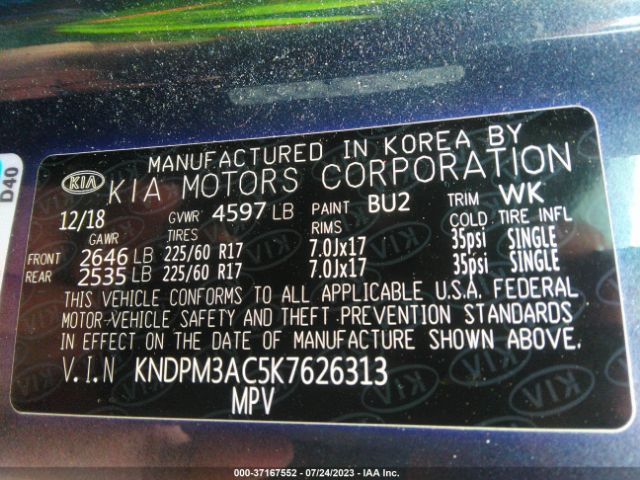 D40
MANUFACTURED IN KOREA BY
KIA KIA MOTORS CORPORATION
12/18 GVWR 4597 LB PAINT BU2 TRIM WK
GAWR TIRES RIMS COLD TIRE INFL
FRONT 2646 LB 225/60 R17 7.0Jx17 35psi SINGLE
REAR 2535 LB 225/60 R17 7.0Jx17 35psi SINGLE
THIS VEHICLE CONFORMS TO ALL APPLICABLE U.S.A. FEDERAL
MOTOR-VEHICLE SAFETY AND THEFT PREVENTION STANDARDS
IN EFFECT ON THE DATE OF MANUFACTURE SHOWN ABOVE.
V.I.N KNDPM3AC5K7626313
MPV
000-37167552 / 07/24/2023 - IAA Inc.